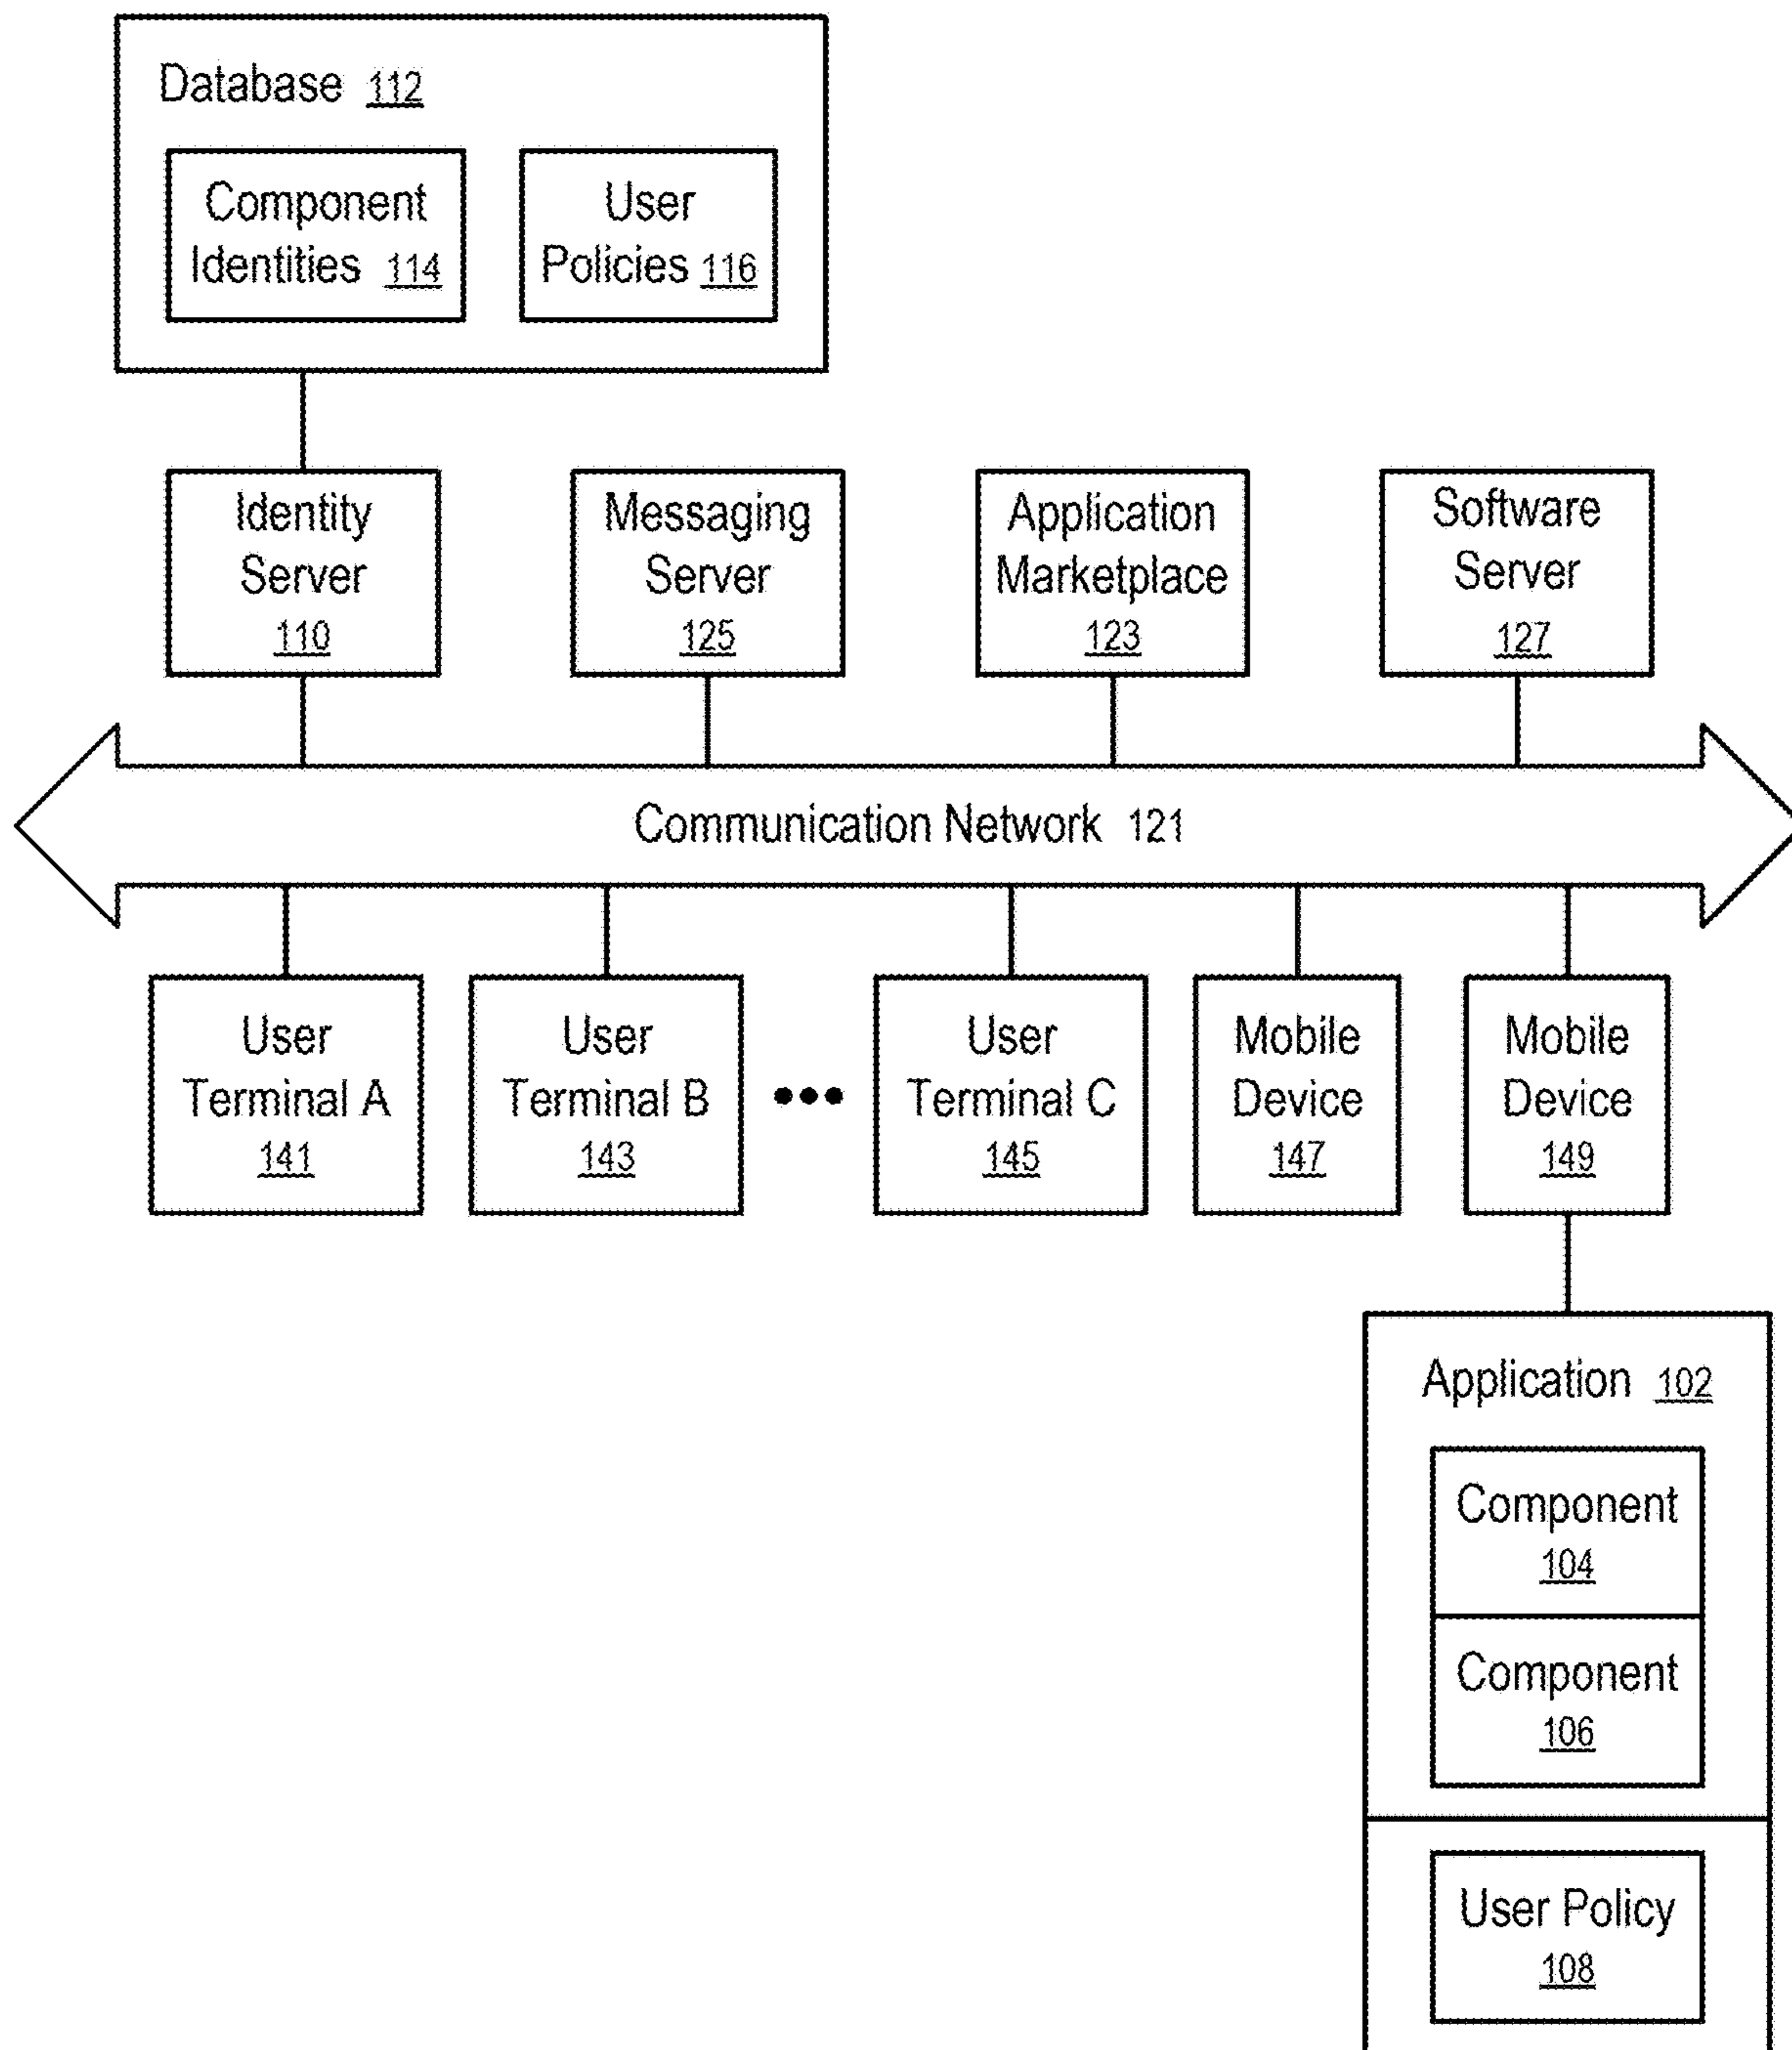 Database 112
Component
Identities 114
User
Policies 116
Identity
Server
110
Messaging
Server
125
Application
Marketplace
123
Software
Server
127
Communication Network 121
User
Terminal A
141
User
Terminal B
143
•••
User
Terminal C
145
Mobile
Device
147
Mobile
Device
149
Application 102
Component
104
Component
106
User Policy
108